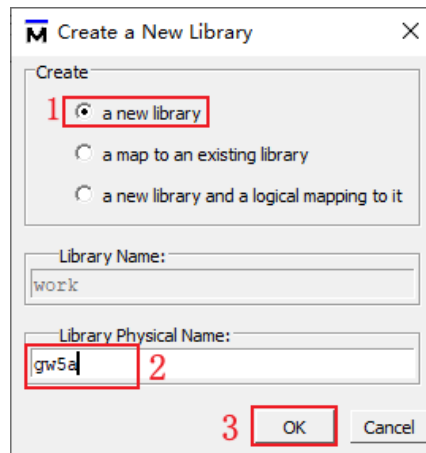 Create a New Library
Create
1 a new library
a map to an existing library
a new library and a logical mapping to it
Library Name:
work
Library Physical Name:
gw5a 2
3 OK Cancel